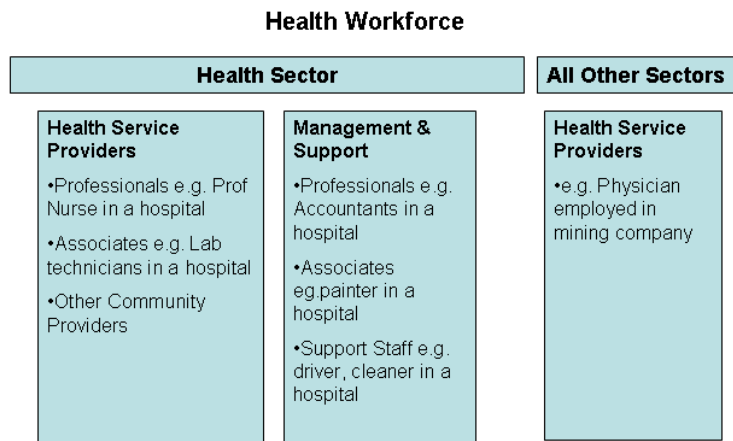 Health Workforce
Health Sector
All Other Sectors
Health Service
Providers
•Professionals e.g. Prof
Nurse in a hospital
•Associates e.g. Lab
technicians in a hospital
•Other Community
Providers
Management &
Support
•Professionals e.g.
Accountants in a
hospital
•Associates
eg.painter in a
hospital
•Support Staff e.g.
driver, cleaner in a
hospital
Health Service
Providers
•e.g. Physician
employed in
mining company